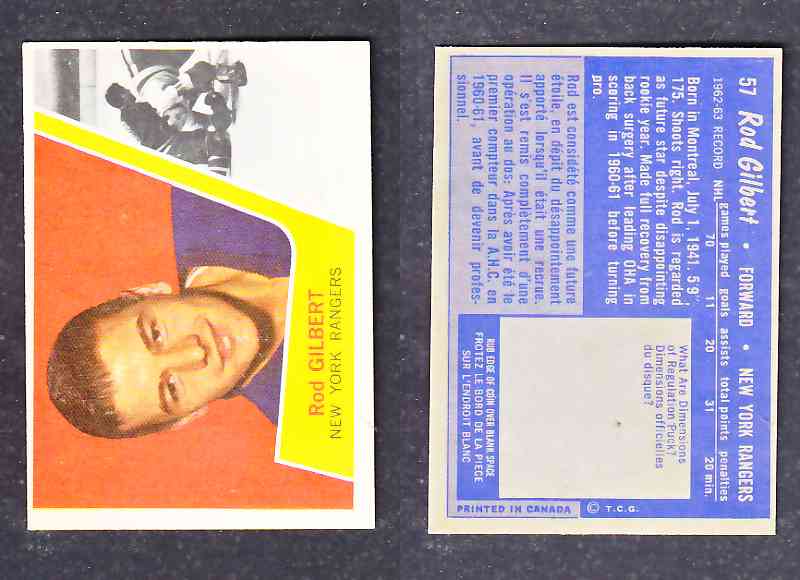 Rod GILBERT
NEW YORK RANGERS
57 Rod Gilbert • FORWARD • NEW YORK RANGERS
1962-63 RECORD NHL games played goals assists total points penalties
70 11 20 31 20 min.
Born in Montreal, July 1, 1941. 5'9",
175. Shoots right. Rod is regarded
as future star despite disappointing
rookie year. Made full recovery from
back surgery after leading OHA in
scoring in 1960-61 before turning
pro.
Rod est considété comme une future
étoile, en dépit du désappointement
apporté lorsqu'il était une recrue.
Il s'est remis complètement d'une
opération au dos: Après avoir été le
premier compteur dans la A.H.C. en
1960-61, avant de devenir profes-
sionnel.
What Are Dimensions
of Regulation Puck?
Dimensions officielles
du disque?
RUB EDGE OF COIN OVER BLANK SPACE
FROTEZ LE BORD DE LA PIECE
SUR L'ENDROIT BLANC
PRINTED IN CANADA © T.C.G.